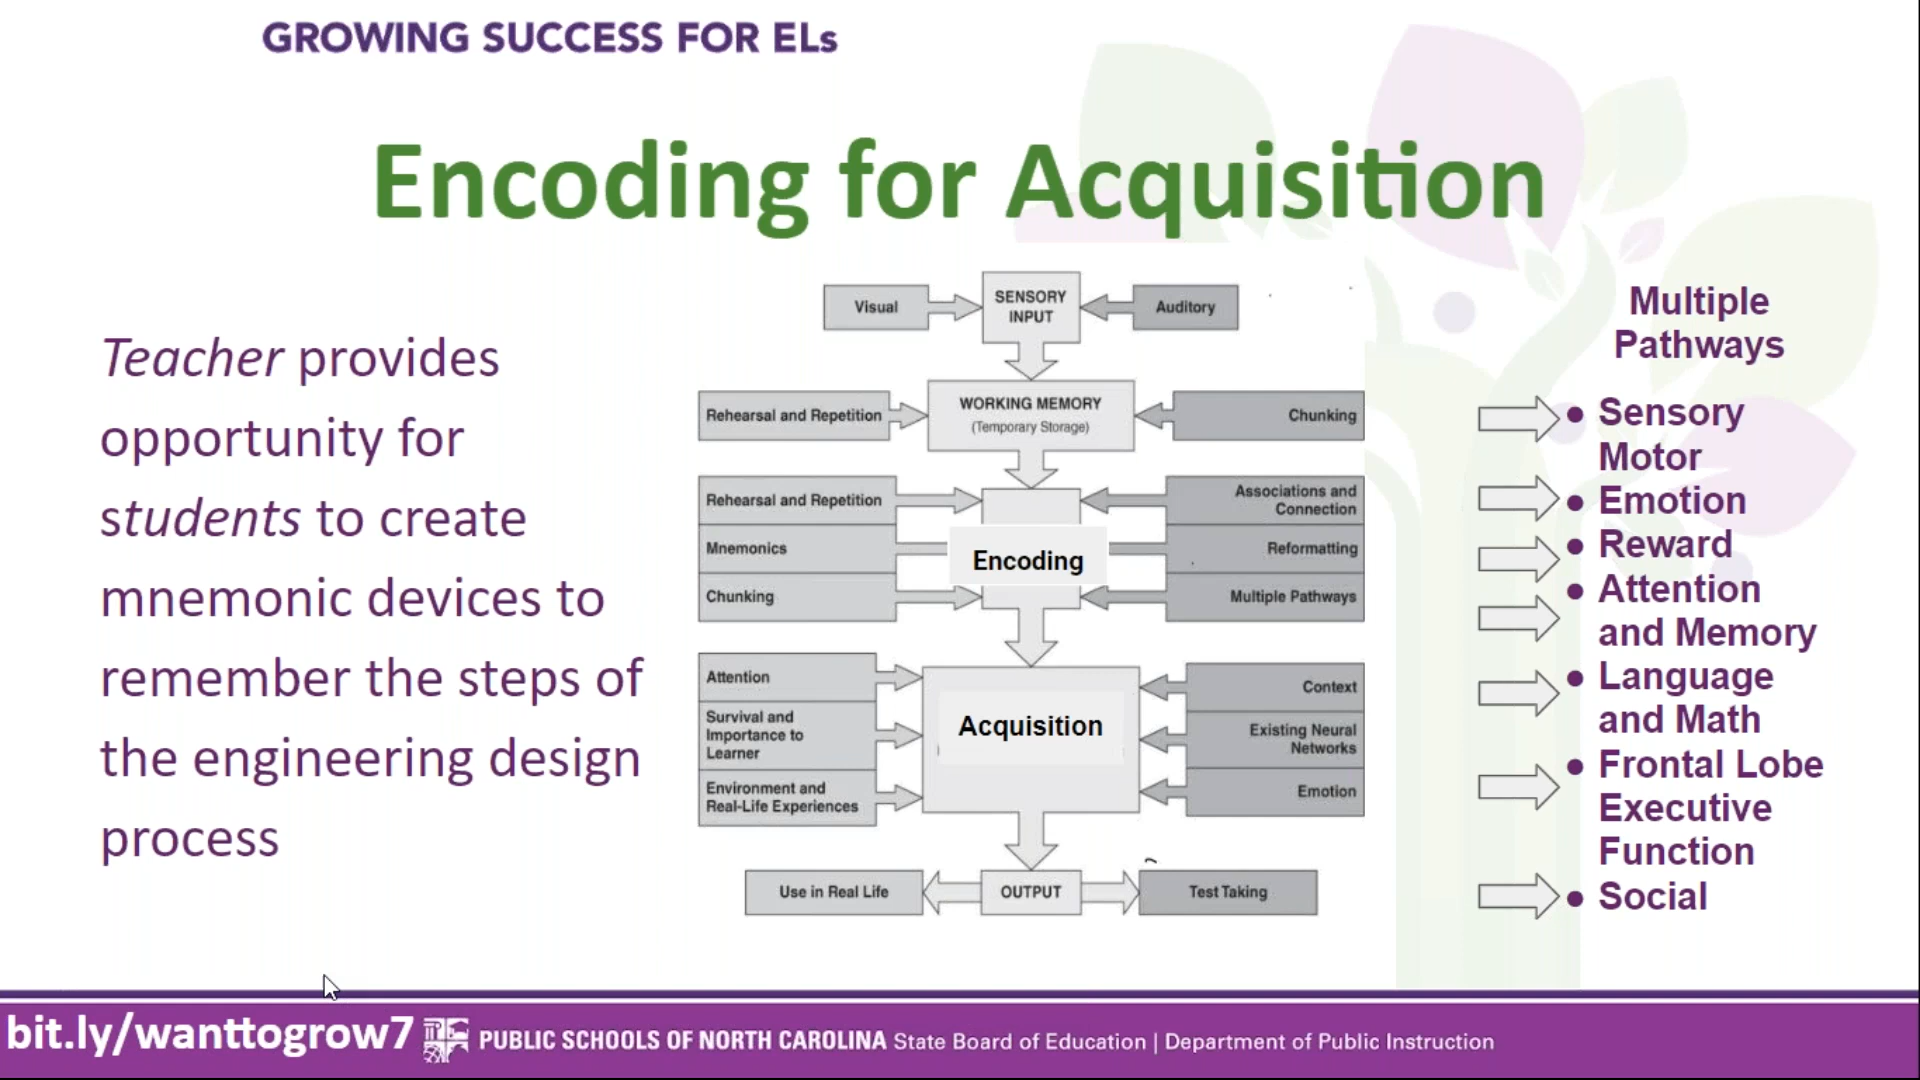 GROWING SUCCESS FOR ELs
Encoding for Acquisition
Teacher provides
opportunity for
students to create
mnemonic devices to
remember the steps of
the engineering design
process
Visual
SENSORY
INPUT
Auditory
Rehearsal and Repetition
WORKING MEMORY
(Temporary Storage)
Chunking
Rehearsal and Repetition
Mnemonics
Chunking
Encoding
Associations and
Connection
Reformatting
Multiple Pathways
Attention
Survival and
Importance to
Learner
Environment and
Real-Life Experiences
Acquisition
Context
Existing Neural
Networks
Emotion
Use in Real Life
OUTPUT
Test Taking
Multiple
Pathways
• Sensory
Motor
• Emotion
• Reward
• Attention
and Memory
• Language
and Math
• Frontal Lobe
Executive
Function
• Social
bit.ly/wanttogrow7 PUBLIC SCHOOLS OF NORTH CAROLINA State Board of Education | Department of Public Instruction